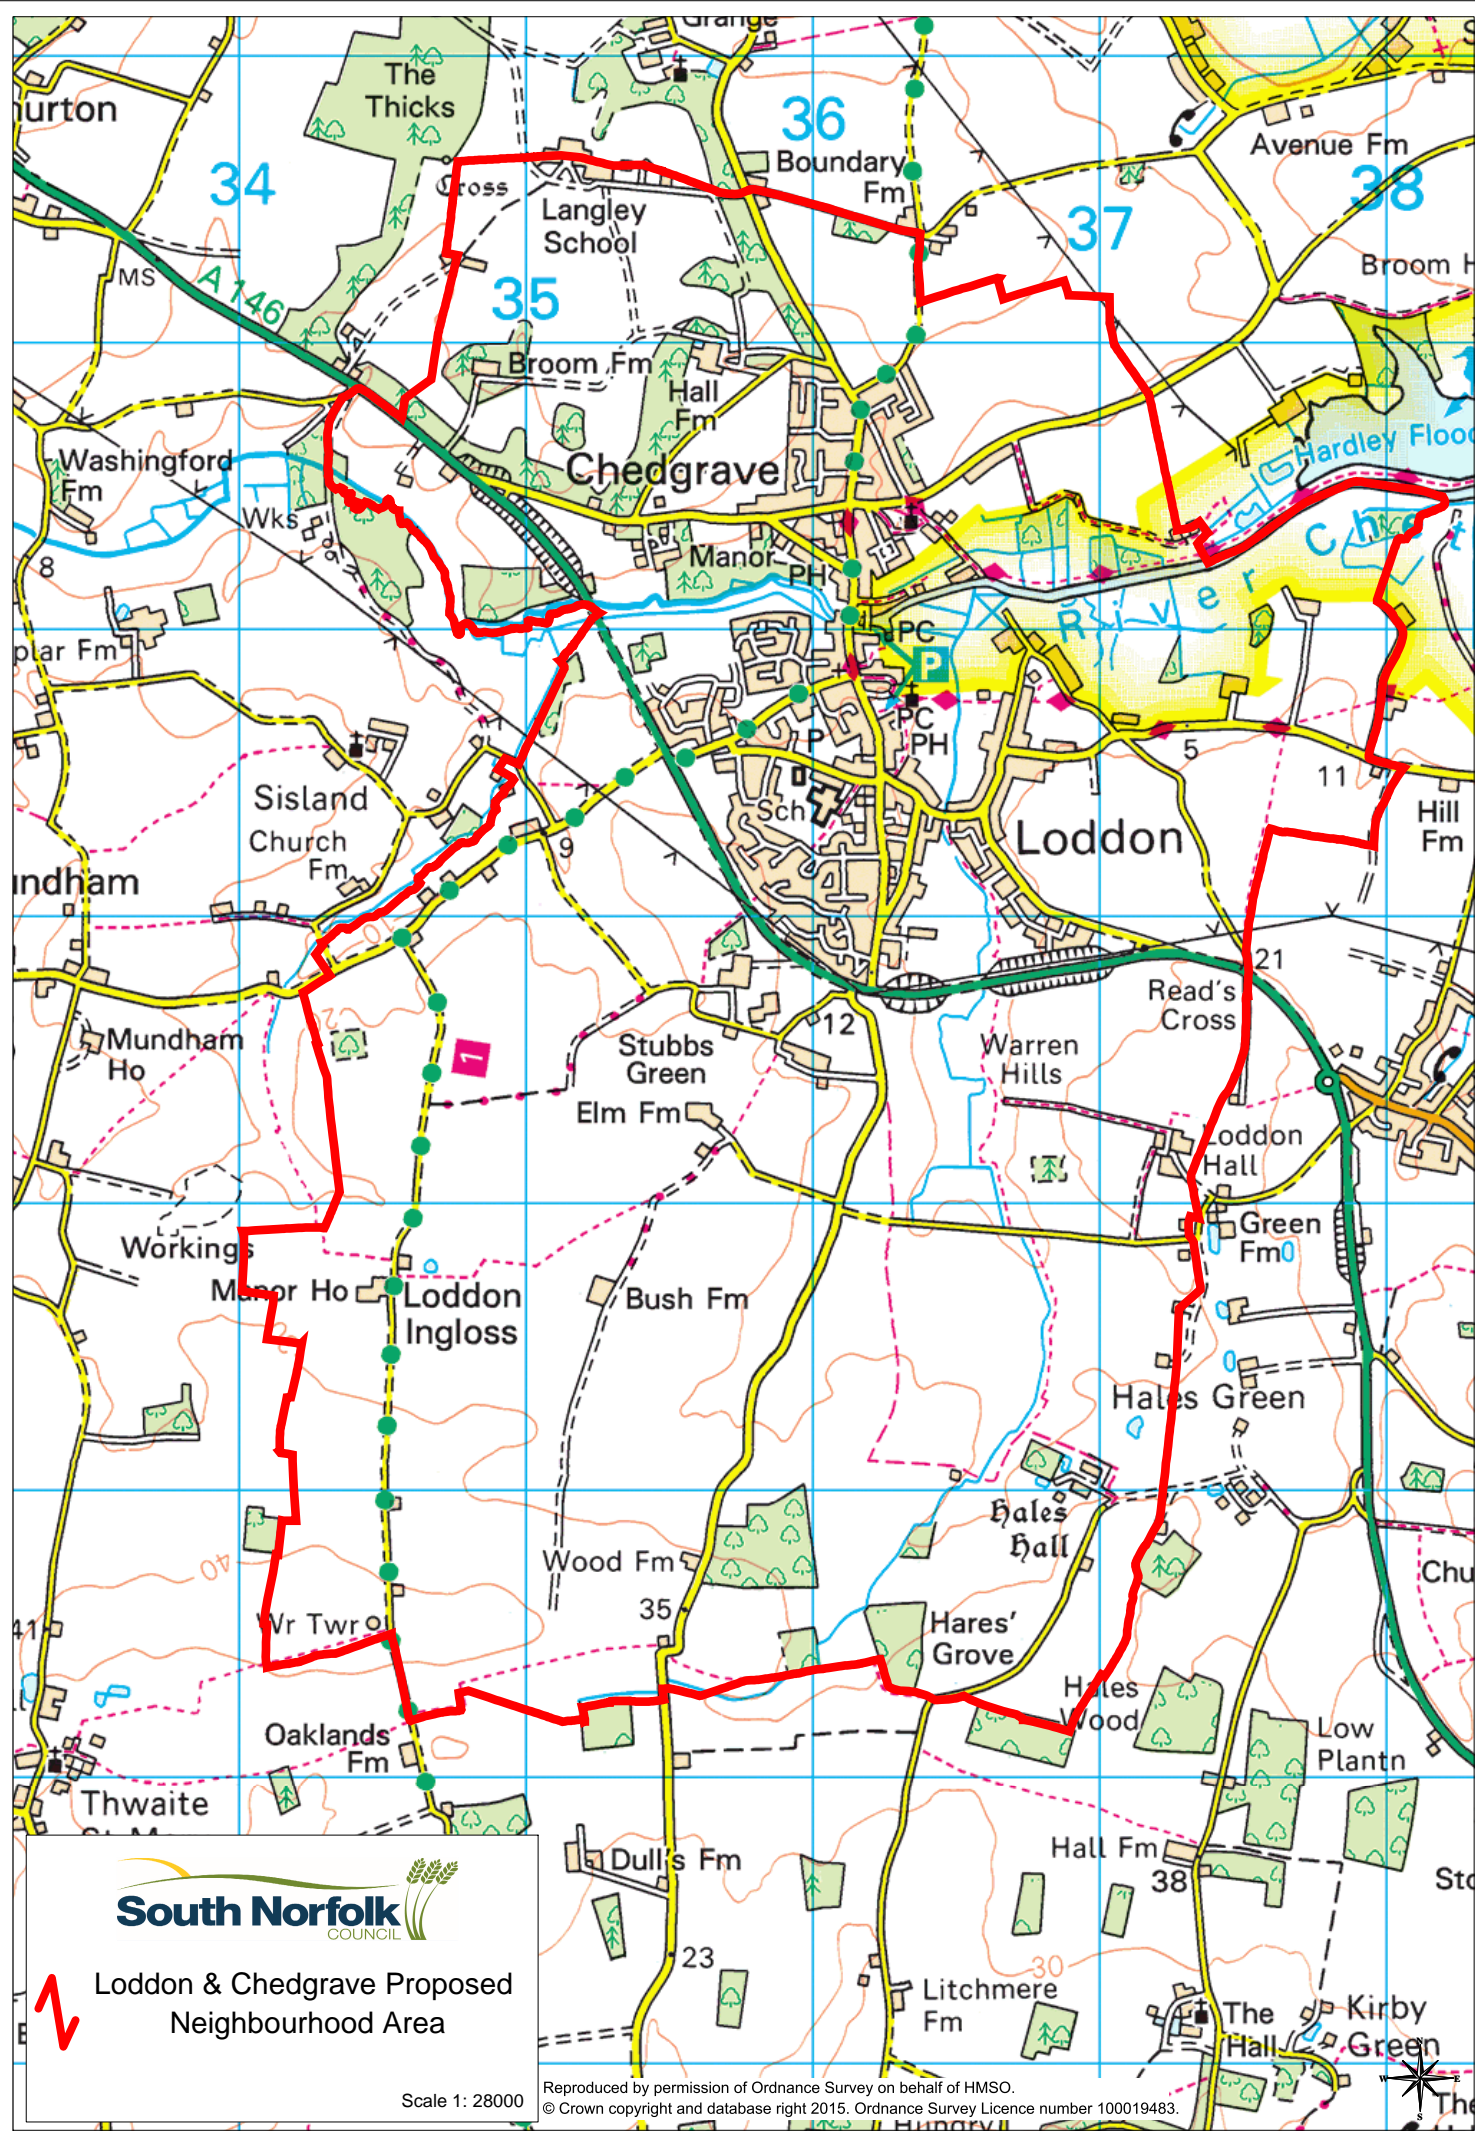 Grange
The
Thicks
36
Avenue Fm
34
Cross
Boundary
Fm
38
Langley
School
37
MS
A 146
35
Broom Fm
Hall
Fm
Hardley Flood
Washingford
Fm
Chedgrave
Wks
8
Manor
PH
River Chet
PC
P
PC
PH
P
5
11
Sisland
Sch
Loddon
Hill
Fm
Church
Fm
9
10
21
Read's
Cross
20
12
Mundham
Ho
1
Stubbs
Green
Warren
Hills
Elm Fm
Loddon
Hall
Workings
Green
Fm
Manor Ho
Loddon
Ingloss
Bush Fm
Hales Green
Hales
Hall
40
Wood Fm
35
Wr Twr
41
Hares'
Grove
Hales
Wood
Oaklands
Fm
Low
Plantn
Thwaite
Dull's Fm
Hall Fm
38
23
30
Litchmere
Fm
The
Hall
Kirby
Green
South Norfolk
COUNCIL
Loddon & Chedgrave Proposed
Neighbourhood Area
Scale 1: 28000
N
W E
S
Reproduced by permission of Ordnance Survey on behalf of HMSO.
© Crown copyright and database right 2015. Ordnance Survey Licence number 100019483.